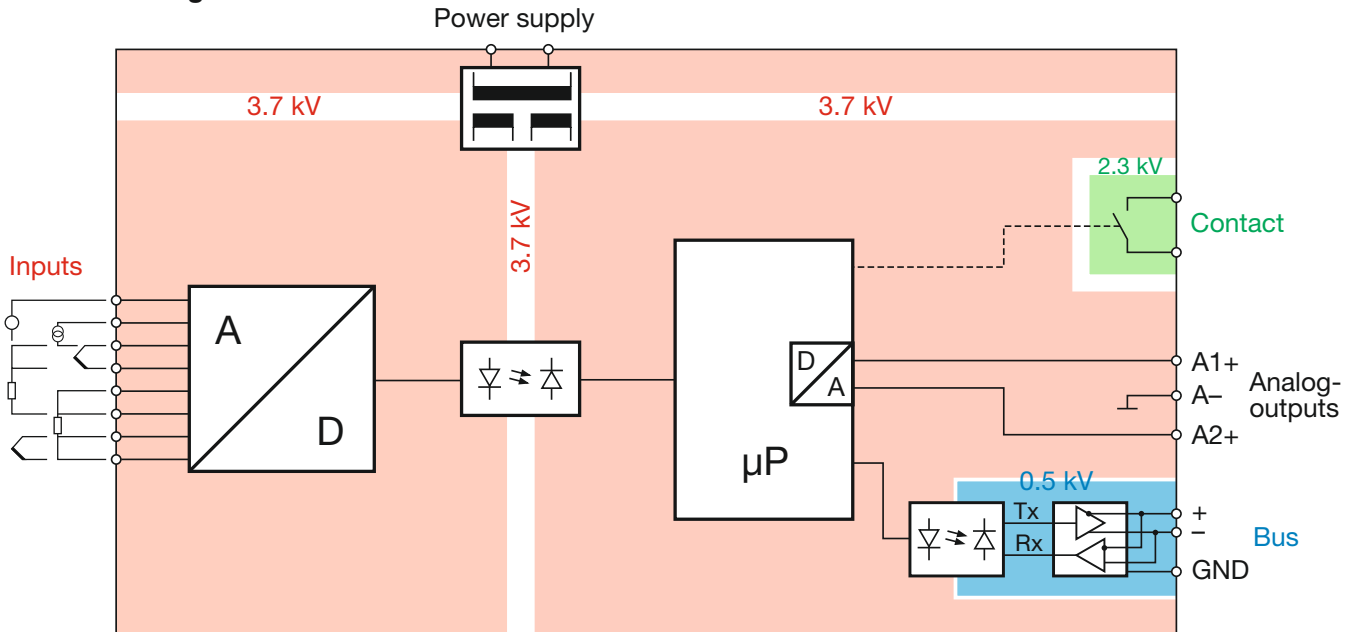 Power supply
3.7 kV
3.7 kV
2.3 kV
3.7 kV
Contact
Inputs
A
D
D
A
A1+
A–
A2+
Analog-
outputs
µP
0.5 kV
Tx
Rx
+
–
GND
Bus